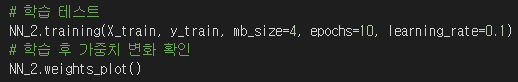 # 학습 테스트
NN_2.training(X_train, y_train, mb_size=4, epochs=10, learning_rate=0.1)
# 학습 후 가중치 변화 확인
NN_2.weights_plot()